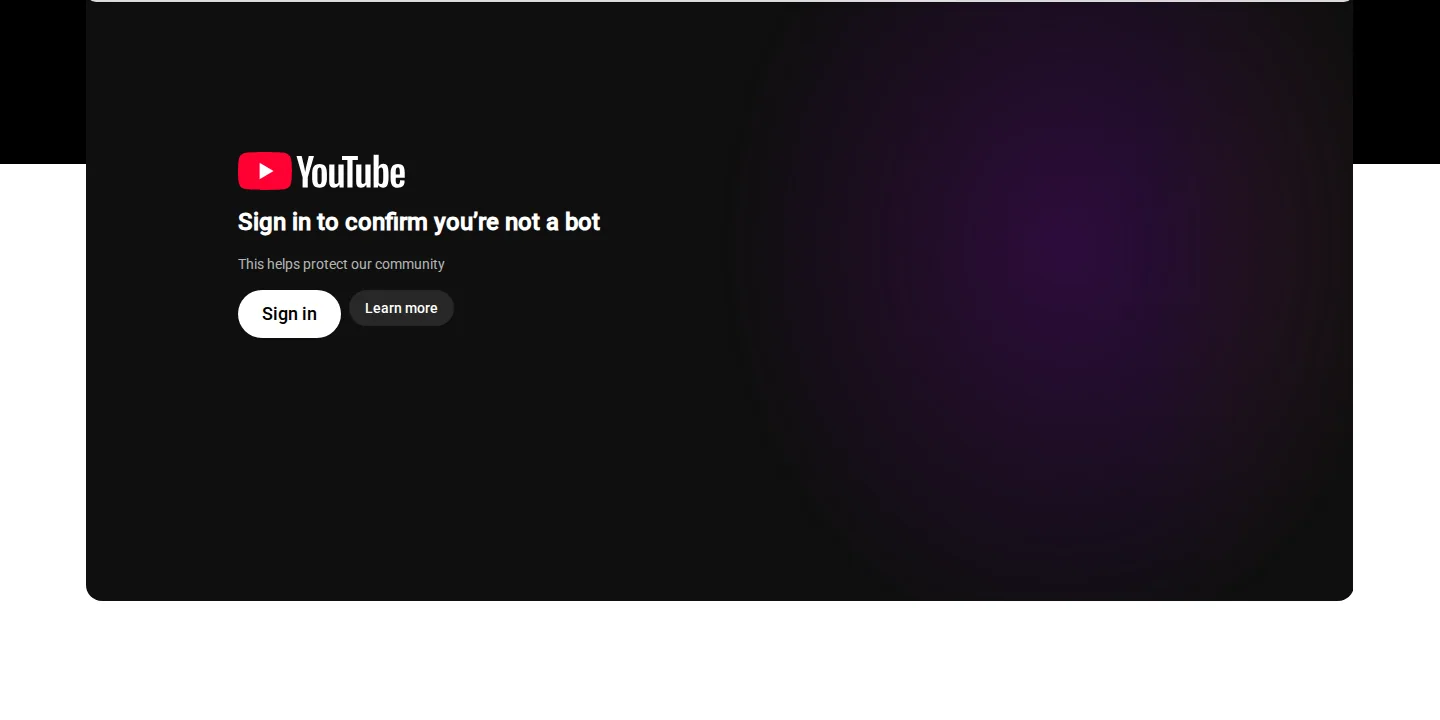 YouTube
Sign in to confirm you’re not a bot
This helps protect our community
Sign in Learn more